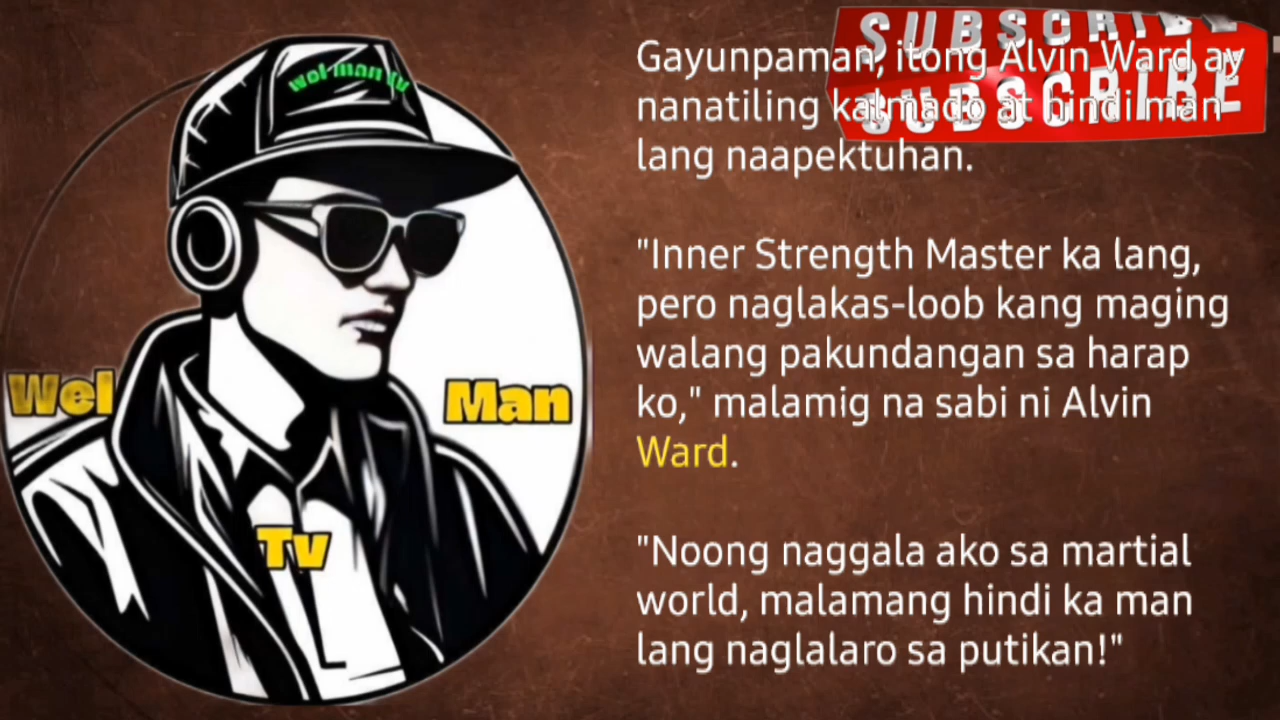 SUBSCRIBE
SUBSCRIBE
Gayunpaman, itong Alvin Ward ay
nanatiling kalmado at hindi man
lang naapektuhan.
"Inner Strength Master ka lang,
pero naglakas-loob kang maging
walang pakundangan sa harap
ko," malamig na sabi ni Alvin
Ward.
"Noong naggala ako sa martial
world, malamang hindi ka man
lang naglalaro sa putikan!"
wel man tv
Wel
Man
Tv